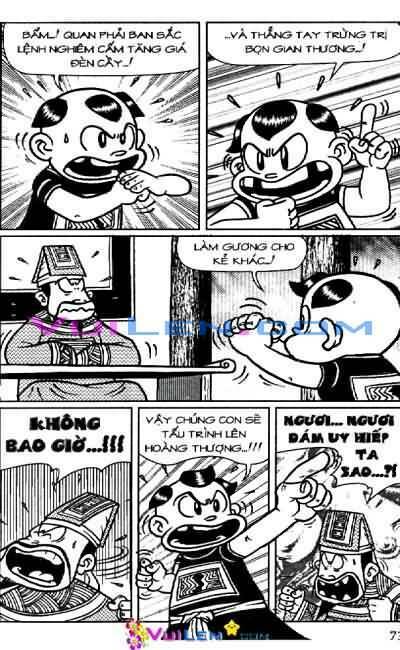 BẨM..! QUAN PHẢI BAN SẮC
LỆNH NGHIÊM CẤM TĂNG GIÁ
ĐÈN CẦY..!
..VÀ THẲNG TAY TRỪNG TRỊ
BỌN GIAN THƯƠNG...!
LÀM GƯƠNG CHO
KẺ KHÁC..!
VUILEN.COM
KHÔNG
BAO GIỜ...!!!
VẬY CHÚNG CON SẼ
TẤU TRÌNH LÊN
HOÀNG THƯỢNG...!!!
NGƯƠI... NGƯƠI
DÁM UY HIẾP
TA
SAO...?!
73
VUILEN.COM